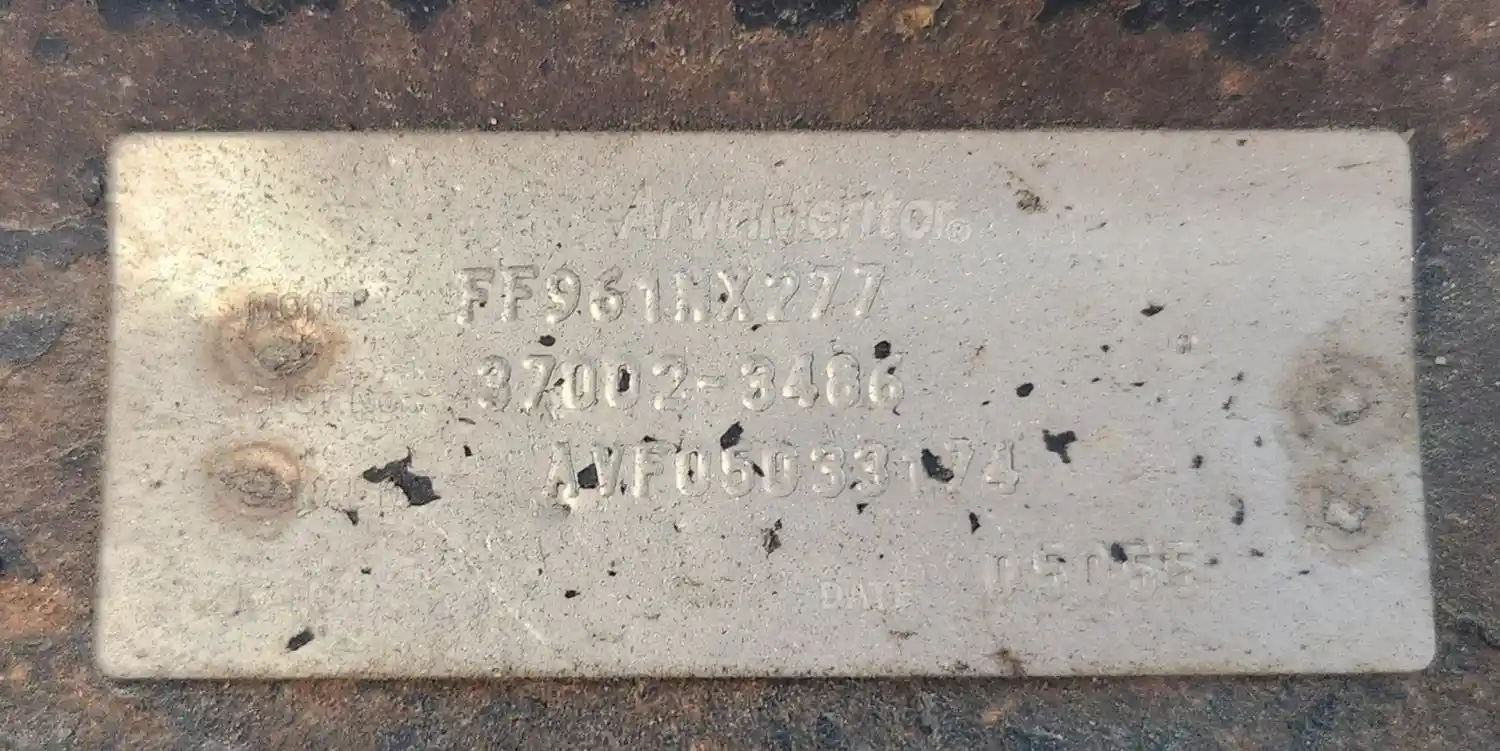 ArvinMeritor®
MODEL FF961NX277
37002-3486
AVF05033174
DATE 05055